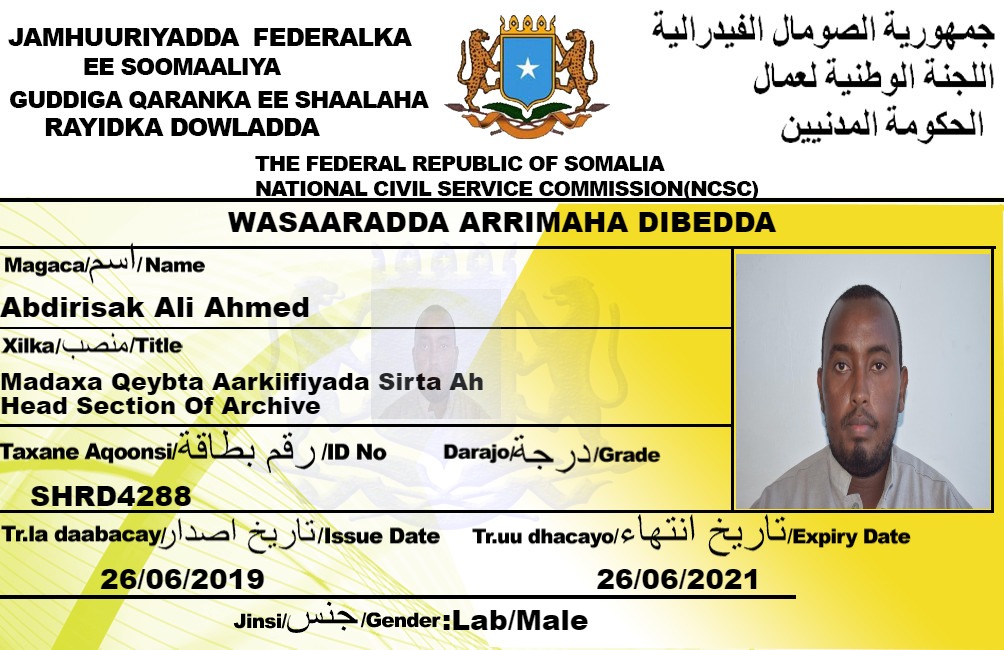 JAMHUURIYADDA FEDERALKA
EE SOOMAALIYA
GUDDIGA QARANKA EE SHAALAHA
RAYIDKA DOWLADDA
جمهورية الصومال الفيدرالية
اللجنة الوطنية لعمال
الحكومة المدنيين
THE FEDERAL REPUBLIC OF SOMALIA
NATIONAL CIVIL SERVICE COMMISSION(NCSC)
WASAARADDA ARRIMAHA DIBEDDA
Magaca/اسم/Name
Abdirisak Ali Ahmed
Xilka/منصب/Title
Madaxa Qeybta Aarkiifiyada Sirta Ah
Head Section Of Archive
Taxane Aqoonsi/رقم بطاقة/ID No
Darajo/درجة/Grade
SHRD4288
Tr.la daabacay/تاريخ اصدار/Issue Date
Tr.uu dhacayo/تاريخ انتهاء/Expiry Date
26/06/2019
26/06/2021
Jinsi/جنس/Gender:Lab/Male